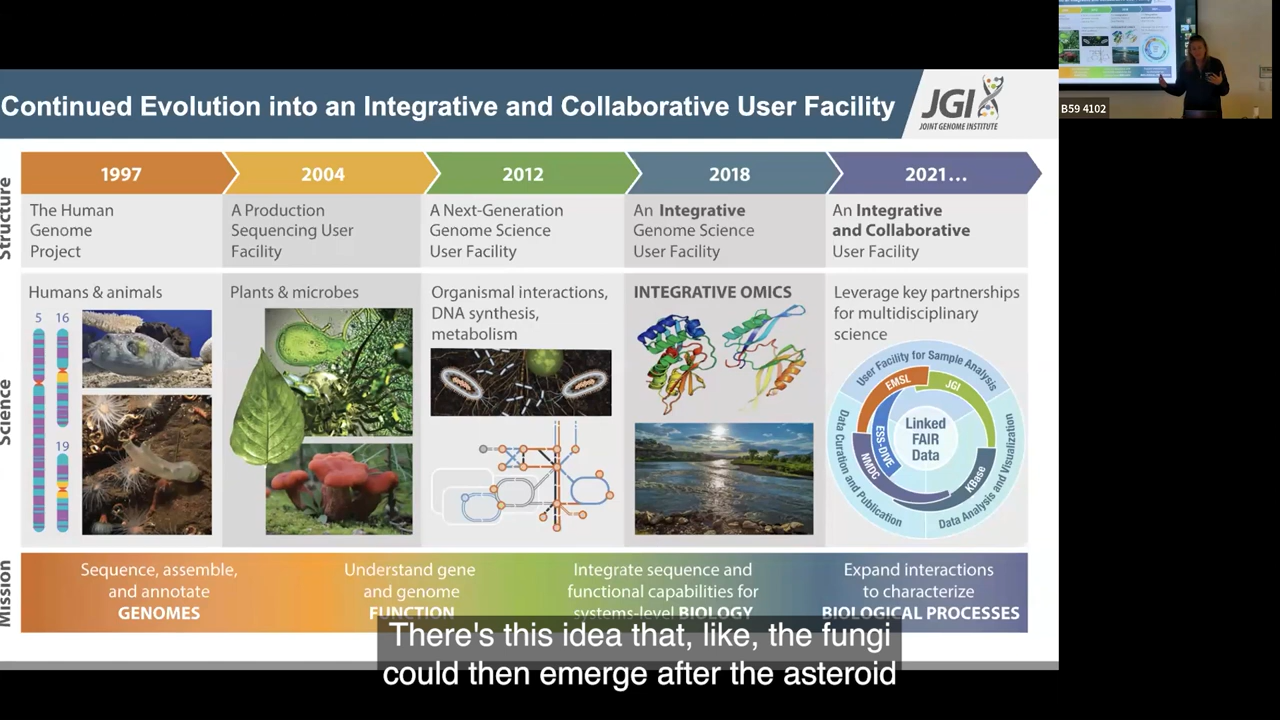 Continued Evolution into an Integrative and Collaborative User Facility
JGI
JOINT GENOME INSTITUTE
B59 4102
Structure
1997
2004
2012
2018
2021...
The Human
Genome
Project
A Production
Sequencing User
Facility
A Next-Generation
Genome Science
User Facility
An Integrative
Genome Science
User Facility
An Integrative
and Collaborative
User Facility
Science
Humans & animals
5 16
19
Plants & microbes
Organismal interactions,
DNA synthesis,
metabolism
INTEGRATIVE OMICS
Leverage key partnerships
for multidisciplinary
science
User Facility for Sample Analysis
EMSL
JGI
ESS-DIVE
NMDC
KBase
Linked
FAIR
Data
Data Curation and Publication
Data Analysis and Visualization
Mission
Sequence, assemble,
and annotate
GENOMES
Understand gene
and genome
FUNCTION
Integrate sequence and
functional capabilities for
systems-level BIOLOGY
Expand interactions
to characterize
BIOLOGICAL PROCESSES
There's this idea that, like, the fungi
could then emerge after the asteroid